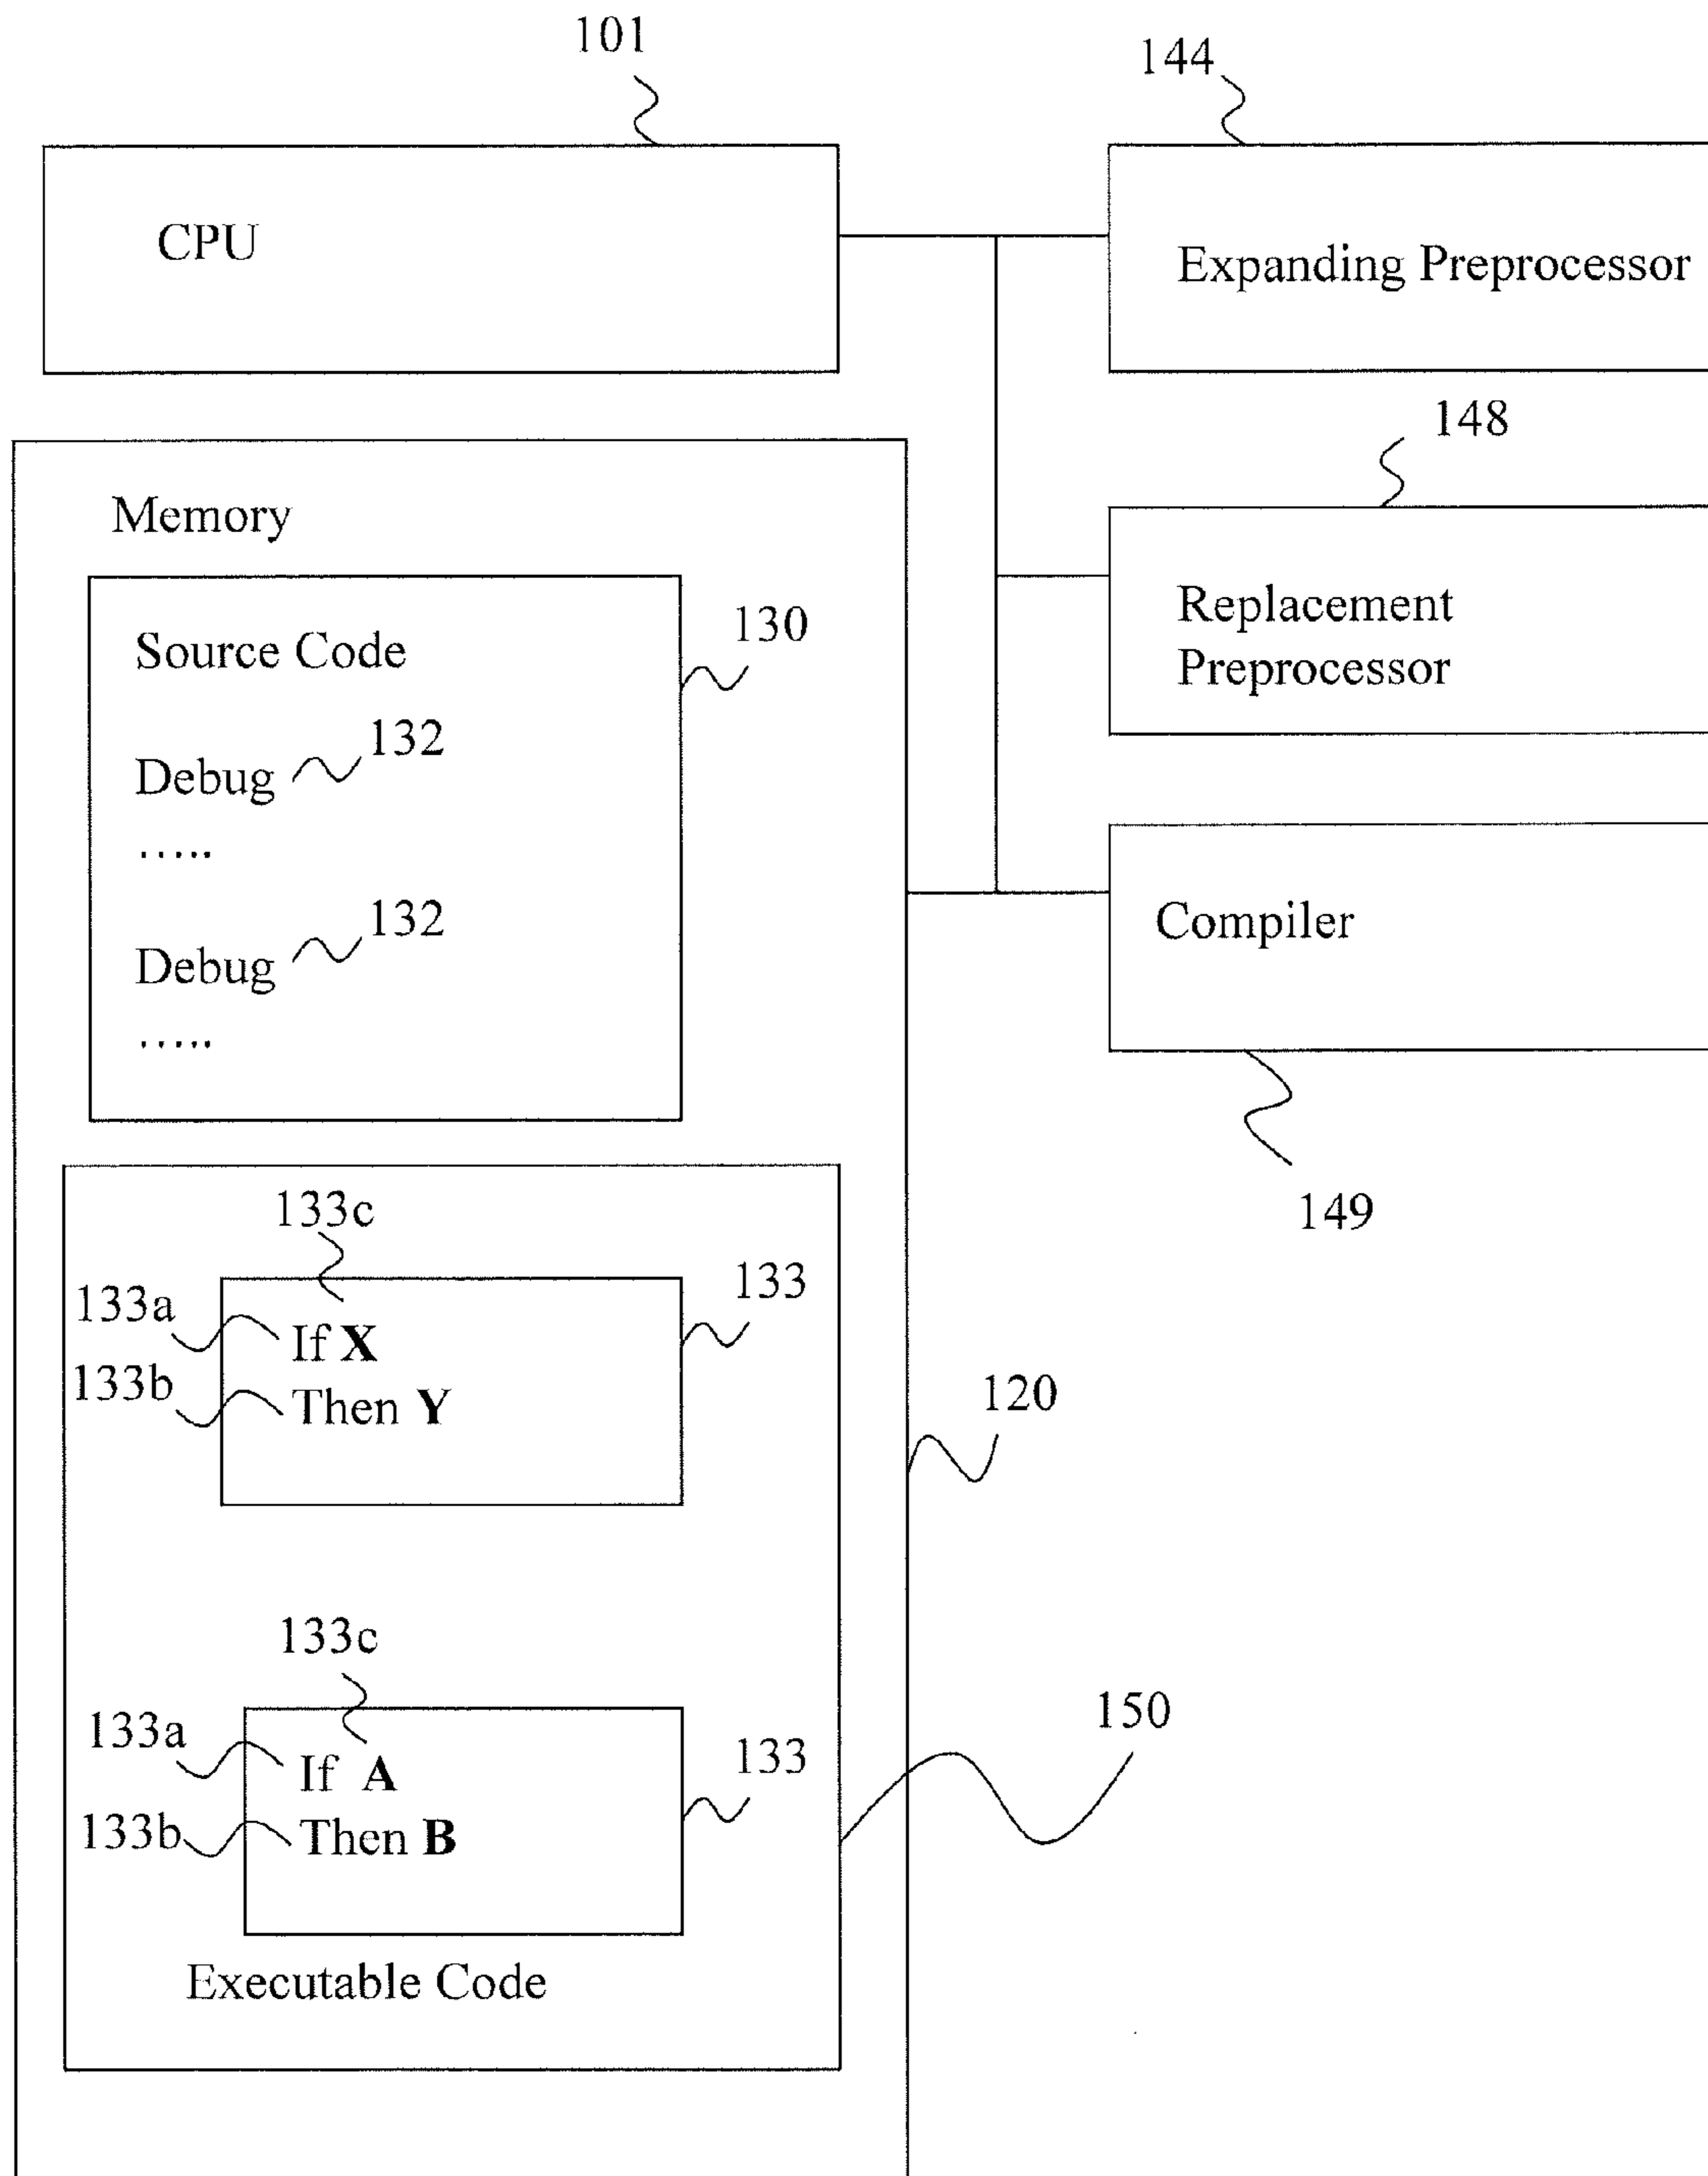 101
144
CPU
Expanding Preprocessor
148
Memory
Replacement
Preprocessor
130
Source Code
132
Debug
.....
132
Debug
.....
Compiler
149
133c
133
133a
If X
133b
Then Y
120
133c
150
133a
133
If A
133b
Then B
Executable Code